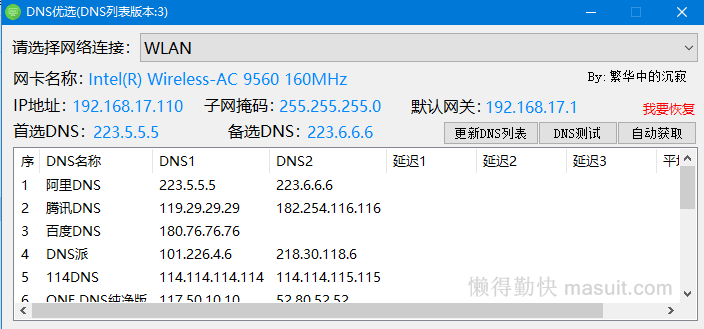 DNS优选(DNS列表版本:3)
请选择网络连接: WLAN
网卡名称: Intel(R) Wireless-AC 9560 160MHz By:繁华中的沉寂
IP地址: 192.168.17.110 子网掩码: 255.255.255.0 默认网关: 192.168.17.1 我要恢复
首选DNS: 223.5.5.5 备选DNS: 223.6.6.6 更新DNS列表 DNS测试 自动获取
序 DNS名称 DNS1 DNS2 延迟1 延迟2 延迟3 平均
1 阿里DNS 223.5.5.5 223.6.6.6
2 腾讯DNS 119.29.29.29 182.254.116.116
3 百度DNS 180.76.76.76
4 DNS派 101.226.4.6 218.30.118.6
5 114DNS 114.114.114.114 114.114.115.115
6 ONE DNS纯净版 117.50.10.10 52.80.52.52
懒得勤快 masuit.com